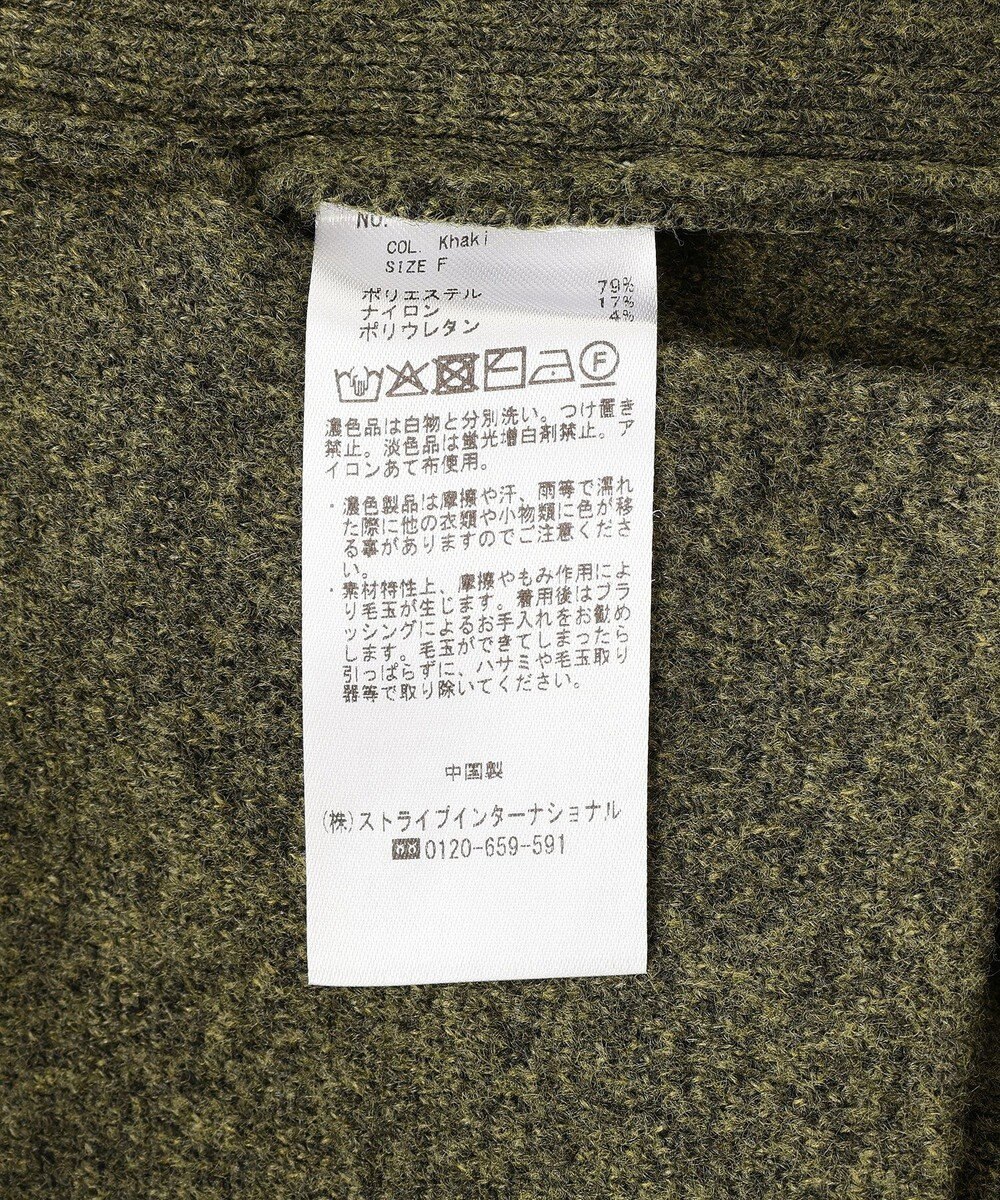 NO.
COL. Khaki
SIZE F
ポリエステル 79%
ナイロン 17%
ポリウレタン 4%
F
濃色品は白物と分別洗い。つけ置き
禁止。淡色品は蛍光増白剤禁止。ア
イロンあて布使用。
・濃色製品は摩擦や汗、雨等で濡れ
た際に他の衣類や小物類に色が移
る事がありますのでご注意くださ
い。
・素材特性上、摩擦やもみ作用によ
り毛玉が生じます。着用後はブラ
ッシングによるお手入れをお勧め
します。毛玉ができてしまったら
引っぱらずに、ハサミや毛玉取り
器等で取り除いてください。
中国製
(株)ストライプインターナショナル
0120-659-591